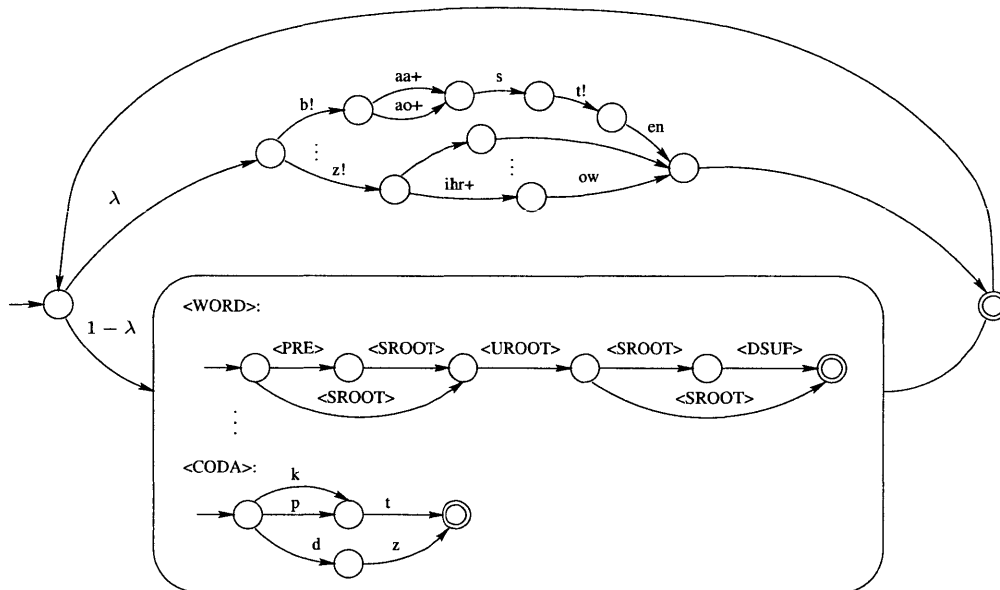 aa+ s
b! ao+ t!
en
z! ihr+ ow
λ
1 − λ
<WORD>:
<PRE> <SROOT> <UROOT> <SROOT> <DSUF>
<SROOT> <SROOT>
<CODA>:
k
p t
d z